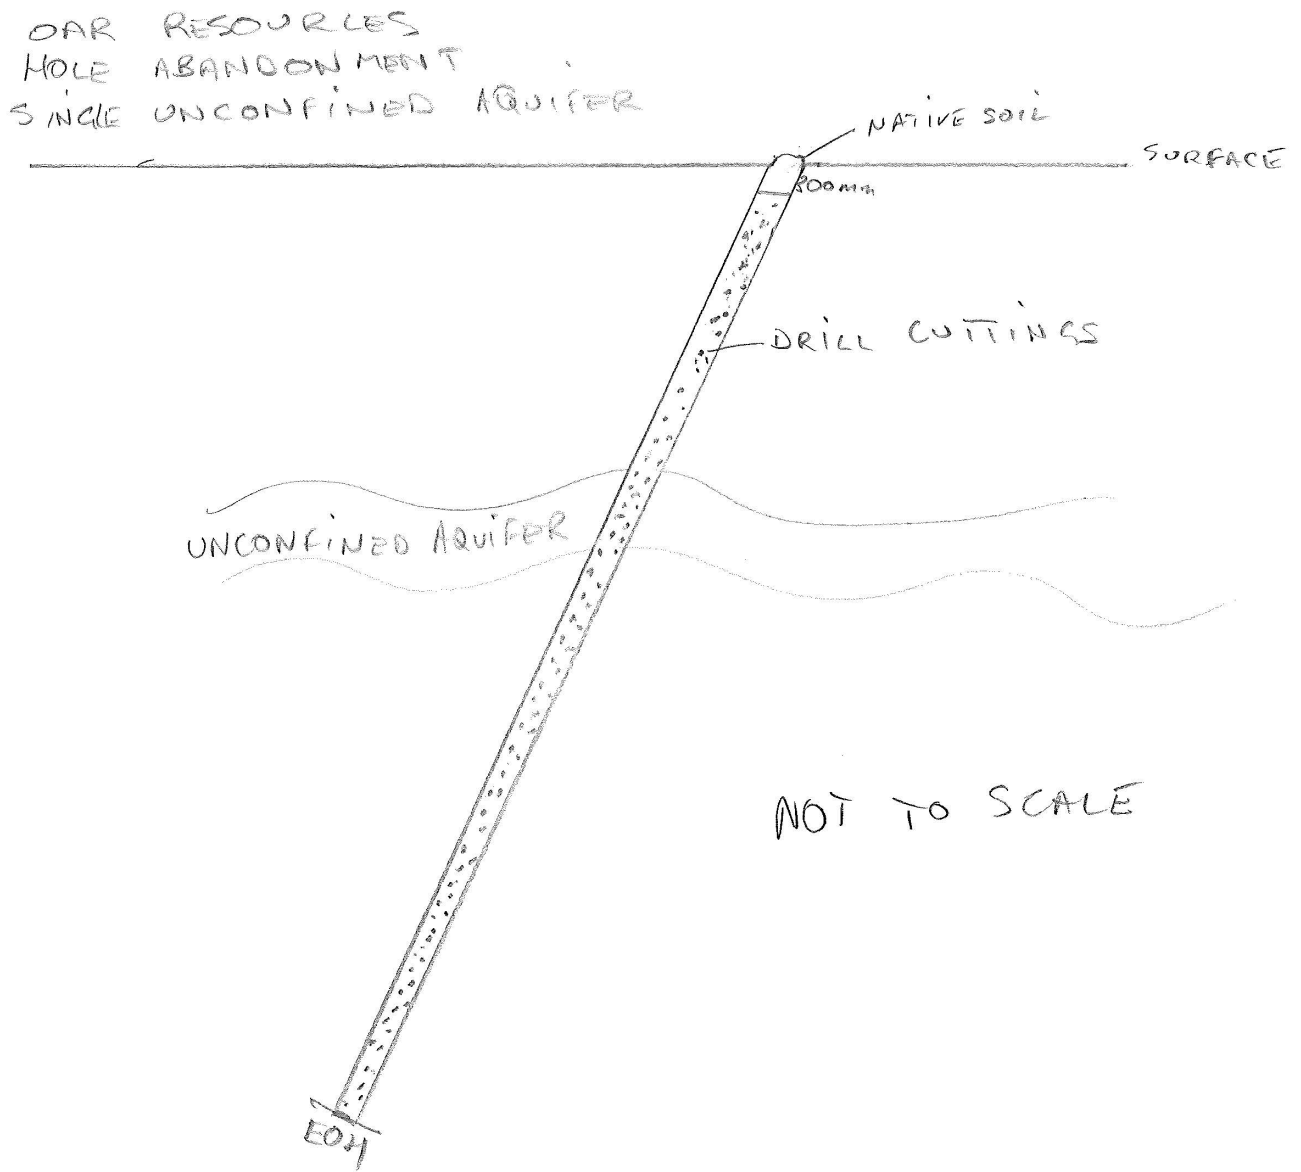 OAR RESOURCES
HOLE ABANDONMENT
SINGLE UNCONFINED AQUIFER
NATIVE SOIL
SURFACE
300mm
DRILL CUTTINGS
UNCONFINED AQUIFER
NOT TO SCALE
EOH